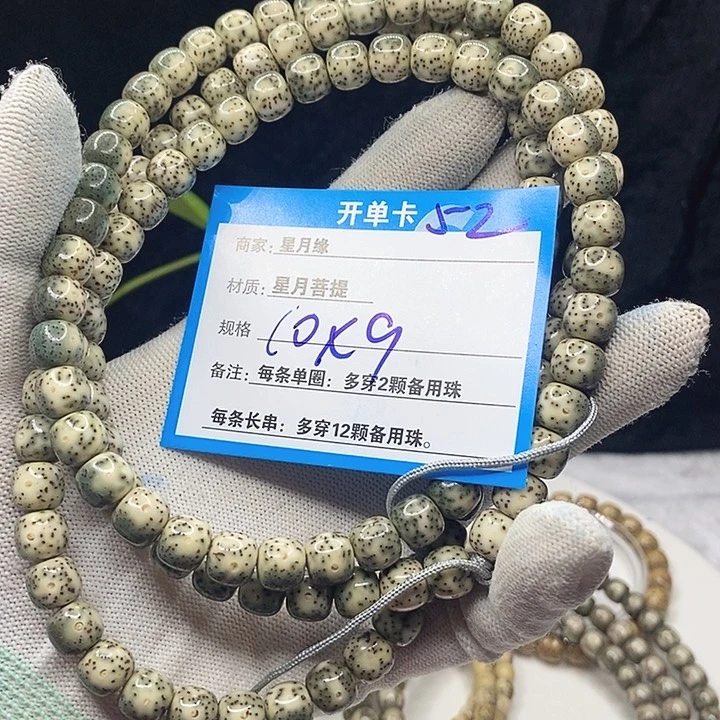 开单卡 52
商家: 星月缘
材质: 星月菩提
规格 10X9
备注: 每条单圈: 多穿2颗备用珠
每条长串: 多穿12颗备用珠。